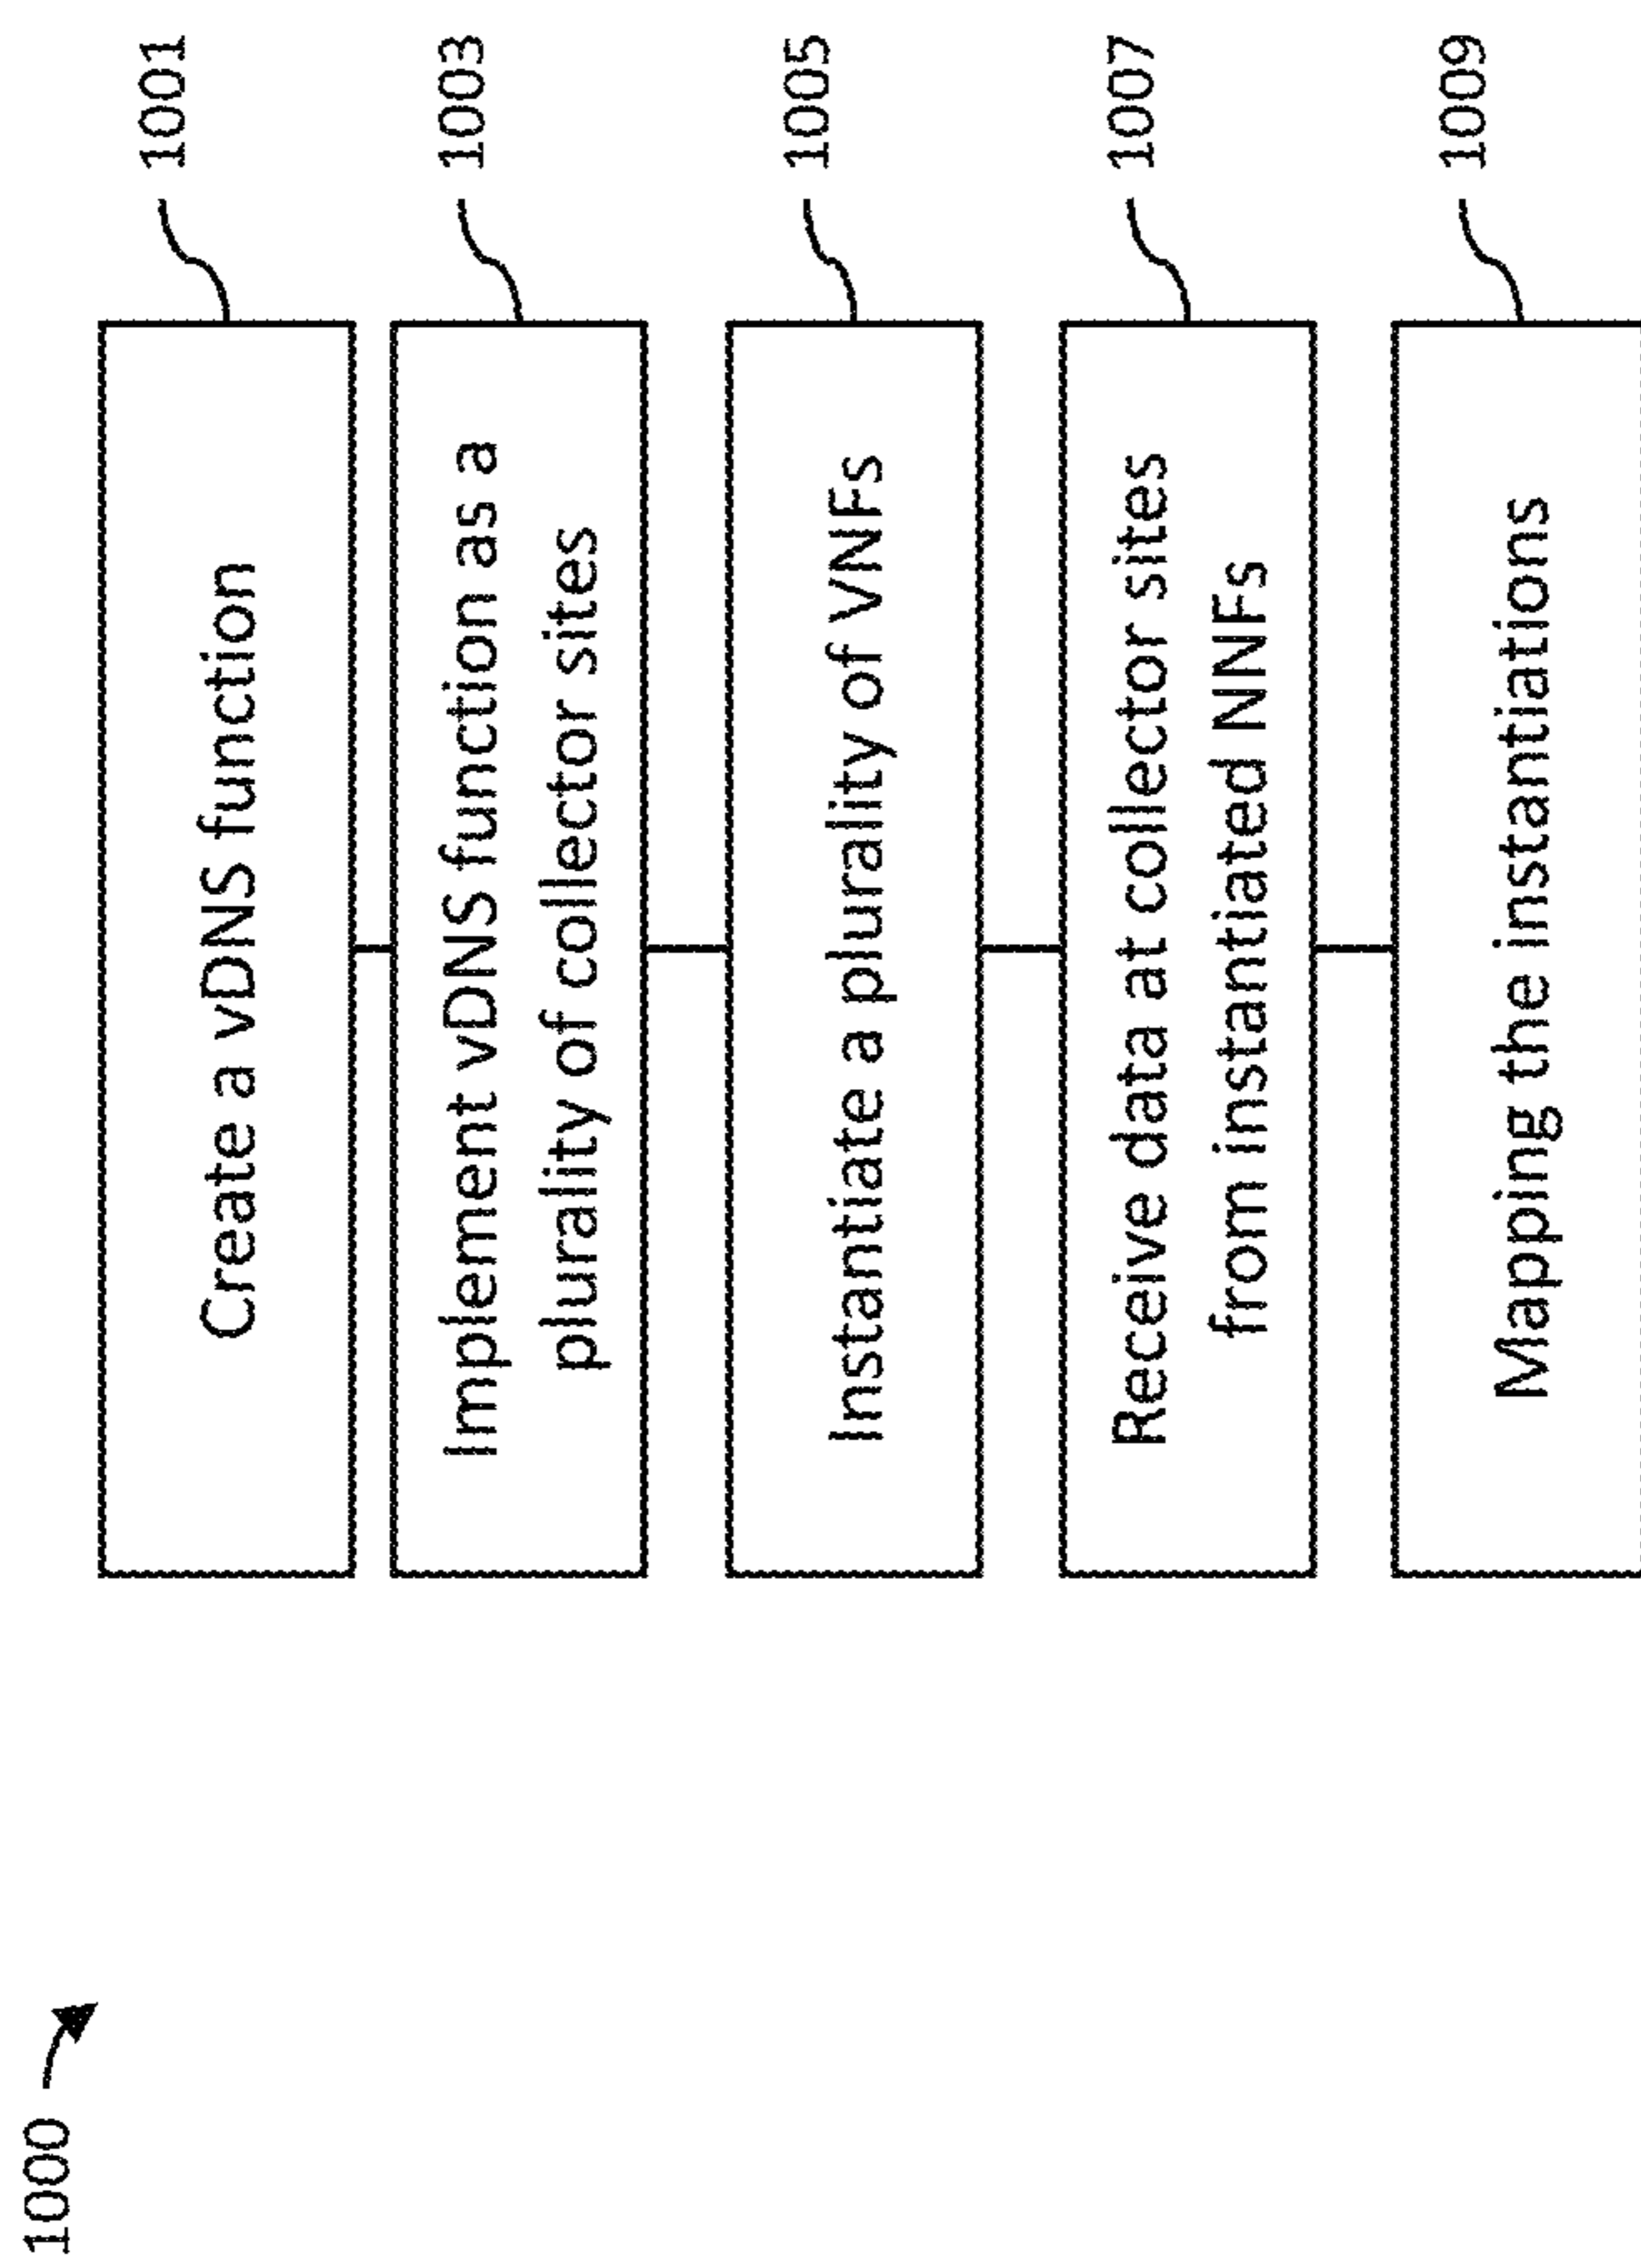 1000
Create a vDNS function
1001
Implement vDNS function as a
plurality of collector sites
1003
Instantiate a plurality of VNFs
1005
Receive data at collector sites
from instantiated NNFs
1007
Mapping the instantiations
1009